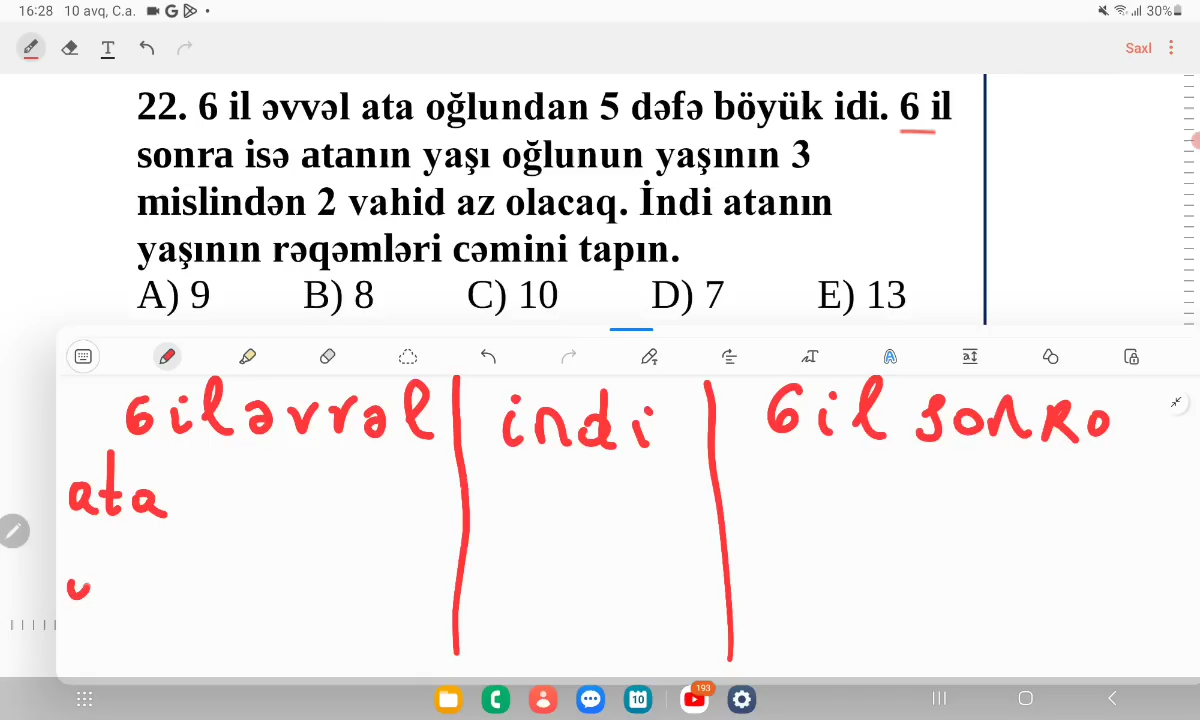 16:28 10 avq, C.a. 30%
T Saxl
22. 6 il əvvəl ata oğlundan 5 dəfə böyük idi. 6 il
sonra isə atanın yaşı oğlunun yaşının 3
mislindən 2 vahid az olacaq. İndi atanın
yaşının rəqəmləri cəmini tapın.
A) 9 B) 8 C) 10 D) 7 E) 13
6 il əvvəl indi 6 il sonra
ata
10 193